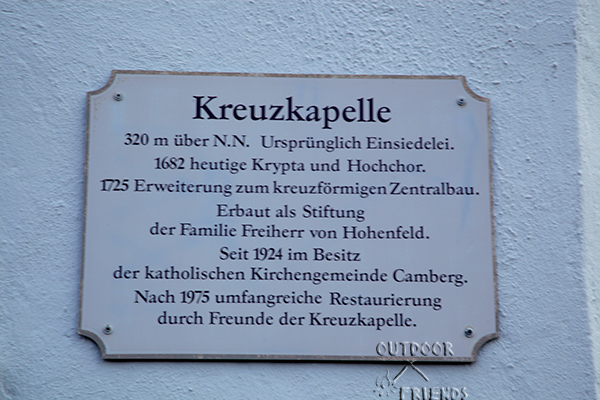 Kreuzkapelle
320 m über N.N. Ursprünglich Einsiedelei.
1682 heutige Krypta und Hochchor.
1725 Erweiterung zum kreuzförmigen Zentralbau.
Erbaut als Stiftung
der Familie Freiherr von Hohenfeld.
Seit 1924 im Besitz
der katholischen Kirchengemeinde Camberg.
Nach 1975 umfangreiche Restaurierung
durch Freunde der Kreuzkapelle.
OUTDOOR
FRIENDS